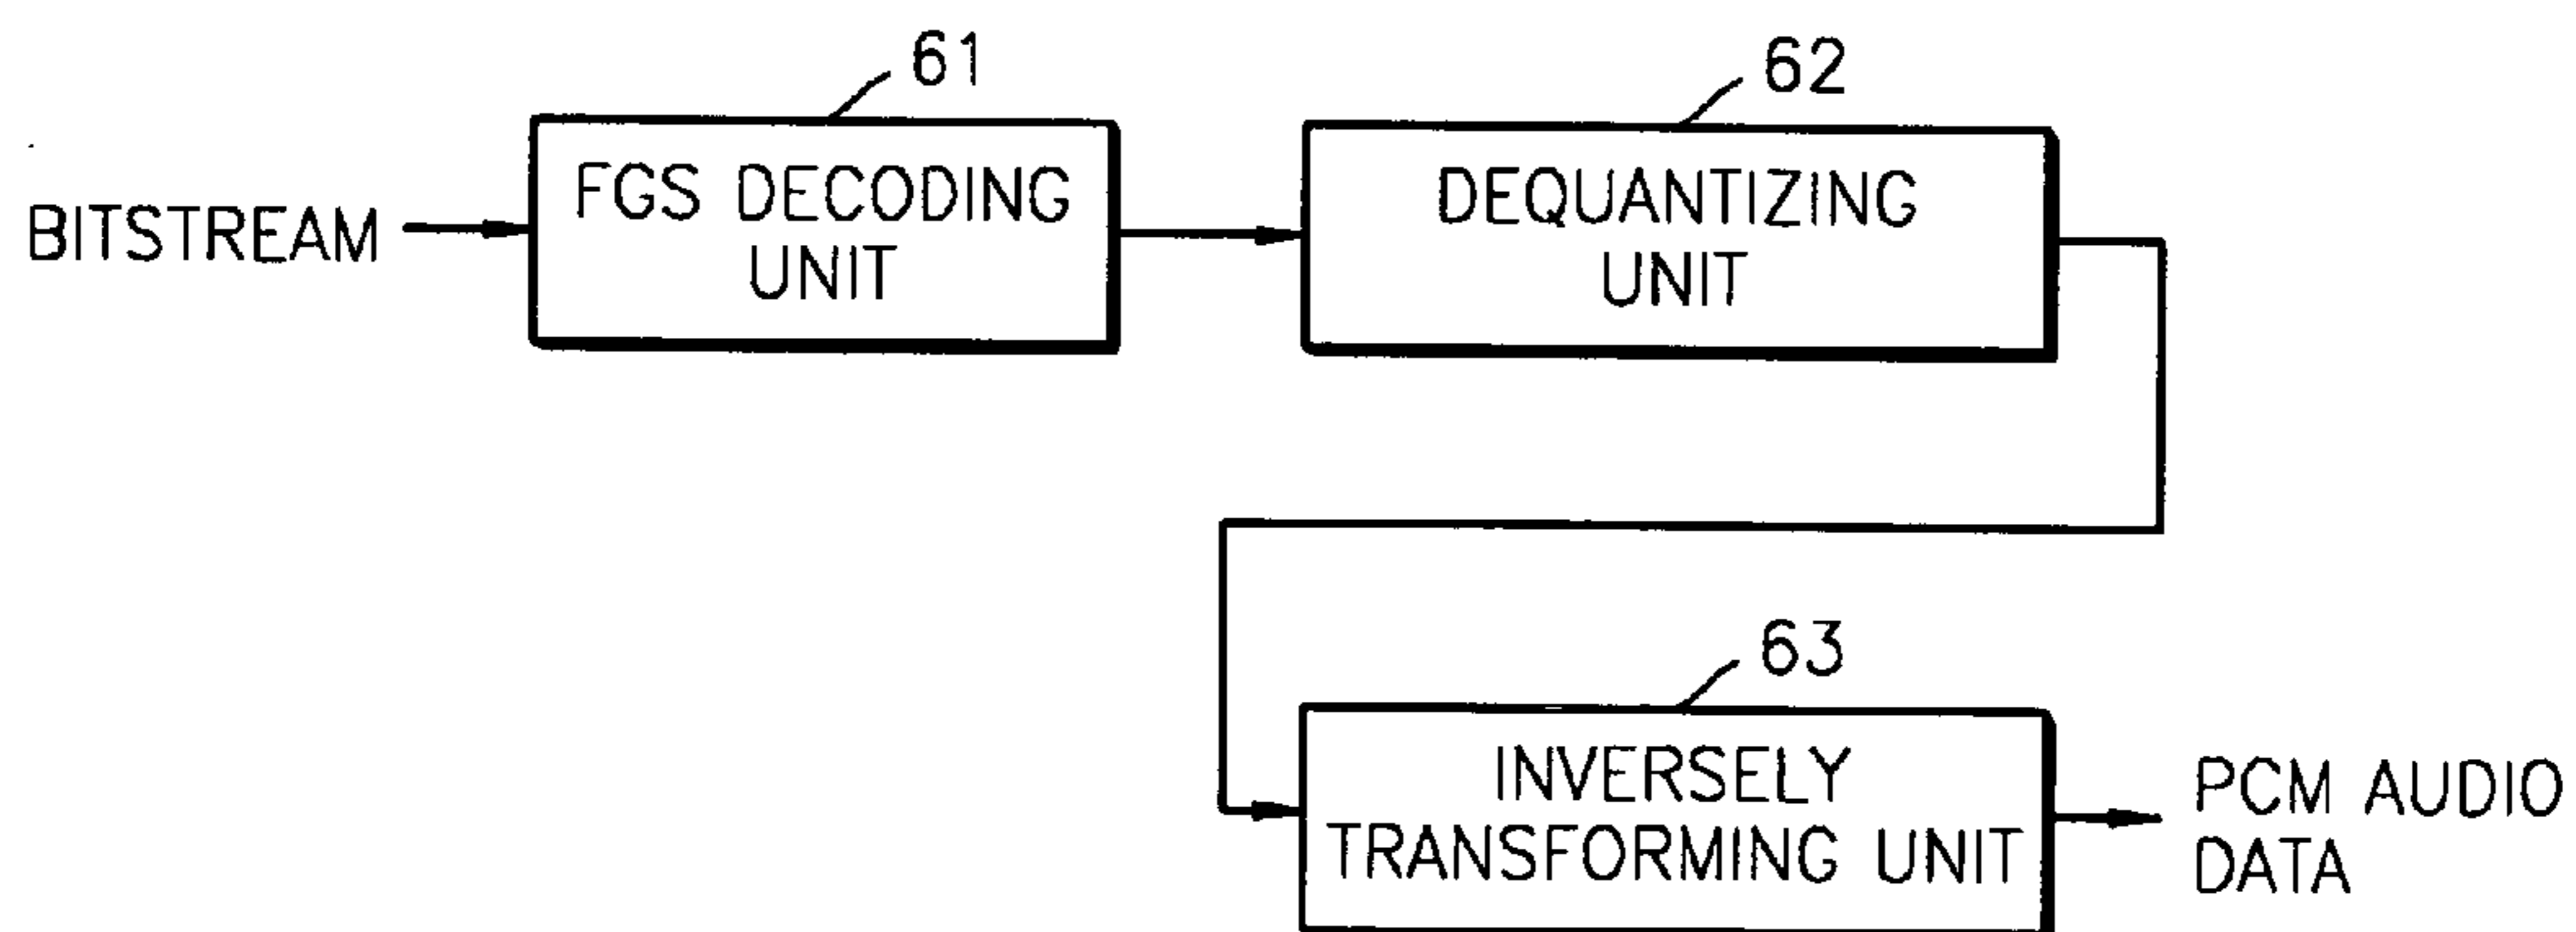 61
62
BITSTREAM
FGS DECODING
UNIT
DEQUANTIZING
UNIT
63
INVERSELY
TRANSFORMING UNIT
PCM AUDIO
DATA